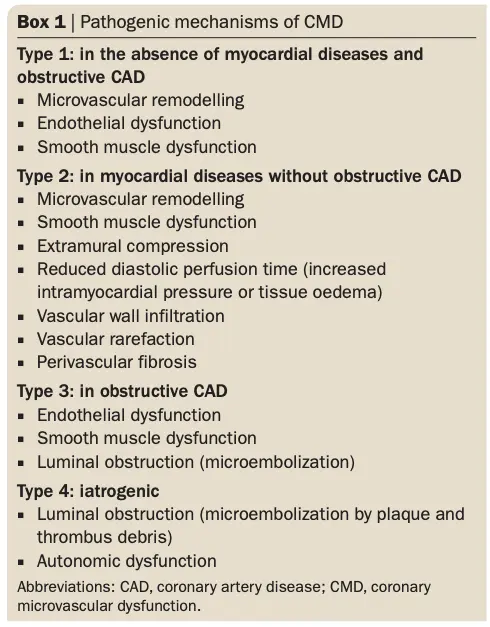 Box 1 | Pathogenic mechanisms of CMD
Type 1: in the absence of myocardial diseases and
obstructive CAD
▪ Microvascular remodelling
▪ Endothelial dysfunction
▪ Smooth muscle dysfunction
Type 2: in myocardial diseases without obstructive CAD
▪ Microvascular remodelling
▪ Smooth muscle dysfunction
▪ Extramural compression
▪ Reduced diastolic perfusion time (increased
intramyocardial pressure or tissue oedema)
▪ Vascular wall infiltration
▪ Vascular rarefaction
▪ Perivascular fibrosis
Type 3: in obstructive CAD
▪ Endothelial dysfunction
▪ Smooth muscle dysfunction
▪ Luminal obstruction (microembolization)
Type 4: iatrogenic
▪ Luminal obstruction (microembolization by plaque and
thrombus debris)
▪ Autonomic dysfunction
Abbreviations: CAD, coronary artery disease; CMD, coronary
microvascular dysfunction.